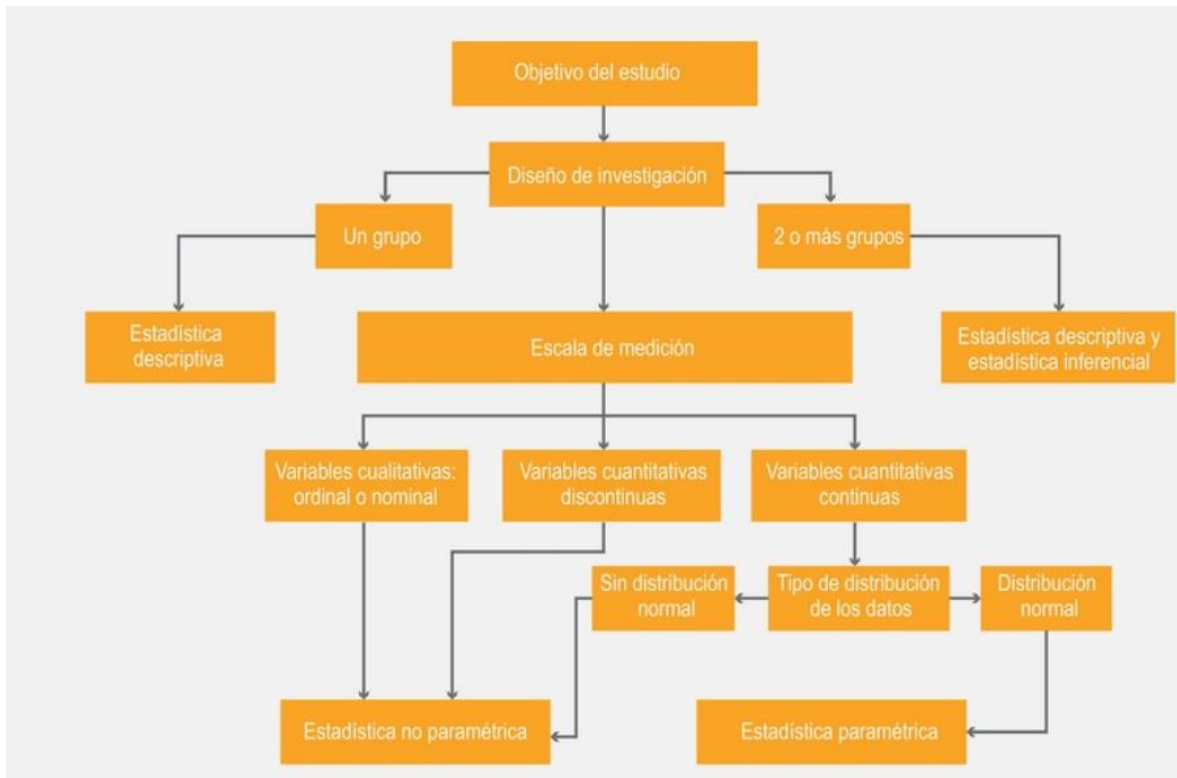 Objetivo del estudio
Diseño de investigación
Un grupo
2 o más grupos
Estadística
descriptiva
Escala de medición
Estadística descriptiva y
estadística inferencial
Variables cualitativas:
ordinal o nominal
Variables cuantitativas
discontinuas
Variables cuantitativas
continuas
Sin distribución
normal
Tipo de distribución
de los datos
Distribución
normal
Estadística no paramétrica
Estadística paramétrica